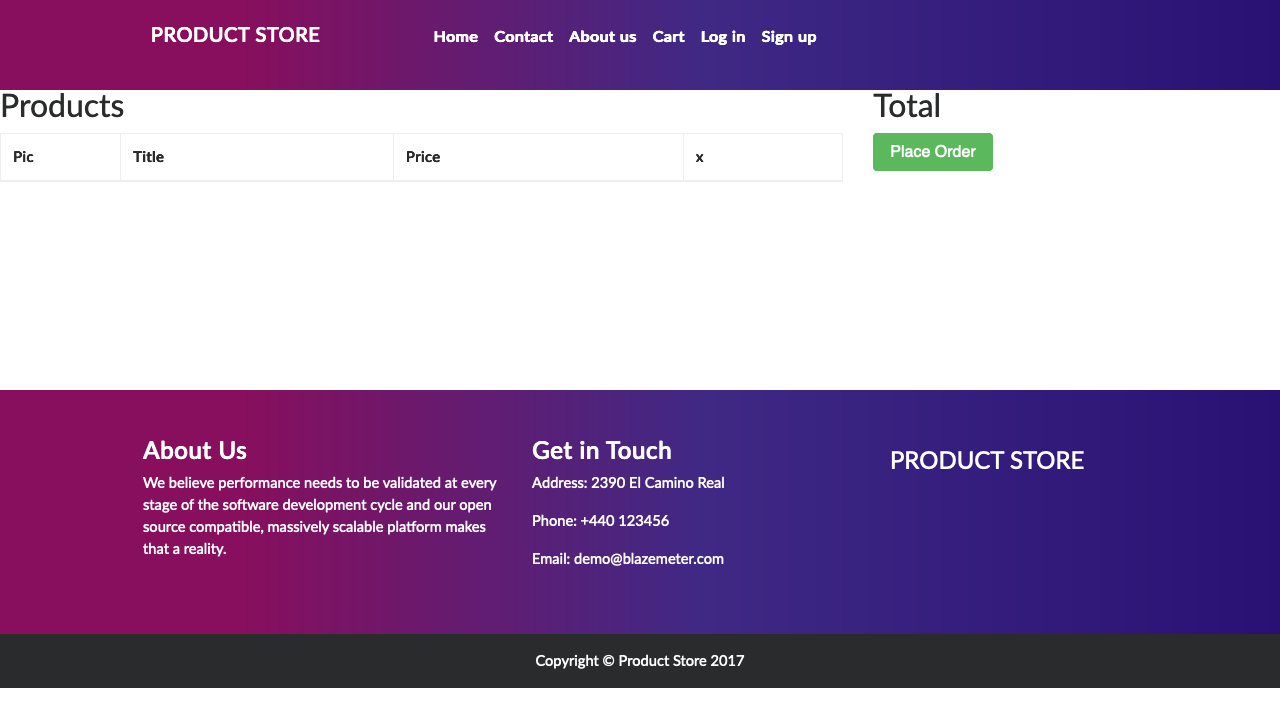 PRODUCT STORE
Home Contact About us Cart Log in Sign up
Products
Pic Title Price x
Total
Place Order
About Us
We believe performance needs to be validated at every
stage of the software development cycle and our open
source compatible, massively scalable platform makes
that a reality.
Get in Touch
Address: 2390 El Camino Real
Phone: +440 123456
Email: demo@blazemeter.com
PRODUCT STORE
Copyright © Product Store 2017